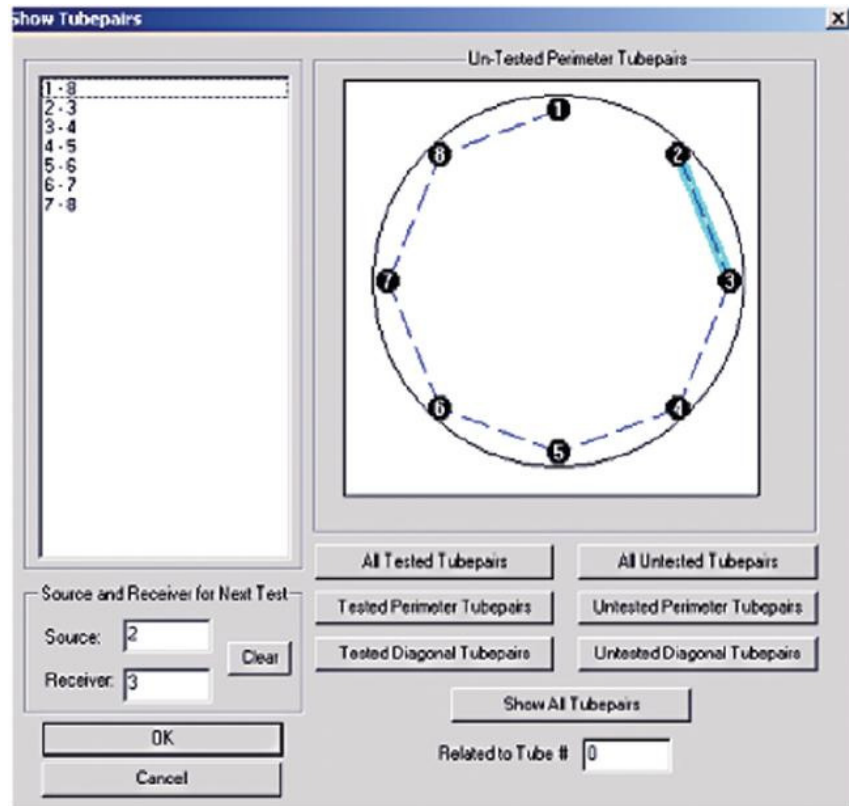 Show Tubepairs
X
1 - 8
2 - 3
3 - 4
4 - 5
5 - 6
6 - 7
7 - 8
Un-Tested Perimeter Tubepairs
1
2
3
4
5
6
7
8
All Tested Tubepairs
All Untested Tubepairs
Tested Perimeter Tubepairs
Untested Perimeter Tubepairs
Tested Diagonal Tubepairs
Untested Diagonal Tubepairs
Show All Tubepairs
Related to Tube # 0
Source and Receiver for Next Test
Source: 2
Clear
Receiver: 3
OK
Cancel